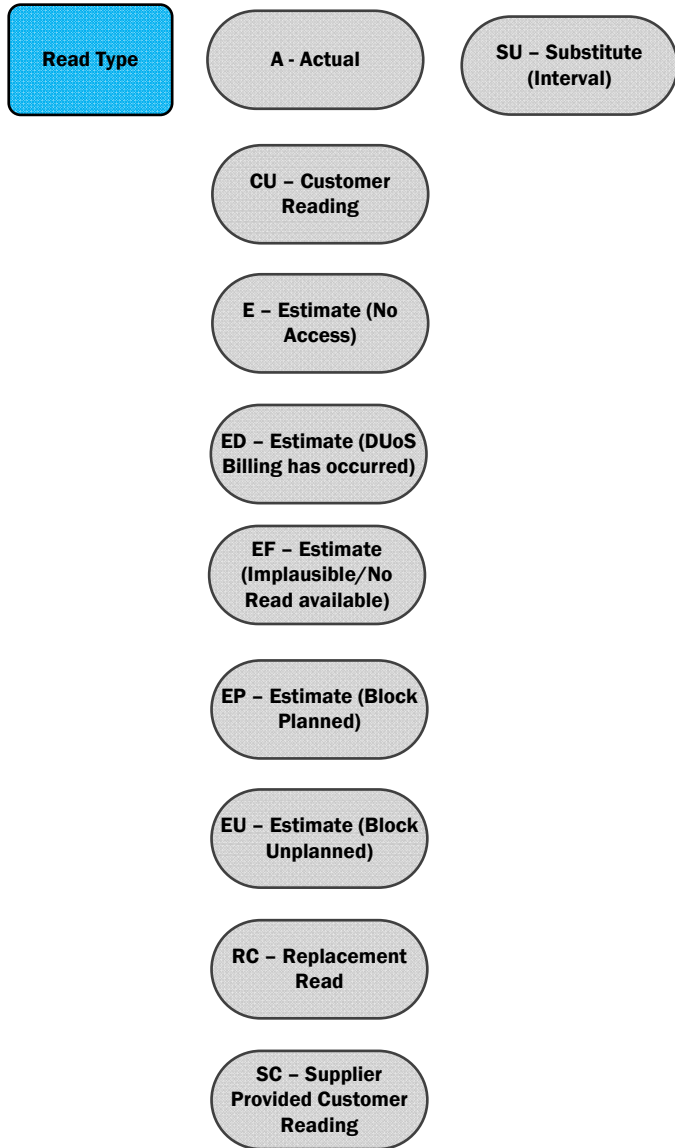 Read Type
A - Actual
SU – Substitute
(Interval)
CU – Customer
Reading
E – Estimate (No
Access)
ED – Estimate (DUoS
Billing has occurred)
EF – Estimate
(Implausible/No
Read available)
EP – Estimate (Block
Planned)
EU – Estimate (Block
Unplanned)
RC – Replacement
Read
SC – Supplier
Provided Customer
Reading